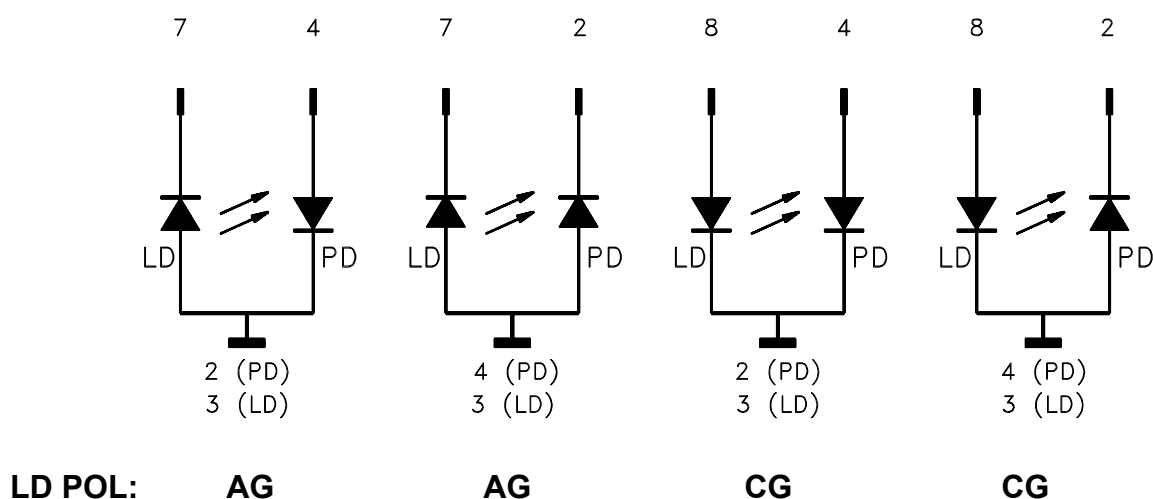 7 4 7 2 8 4 8 2
LD PD LD PD LD PD LD PD
2 (PD) 4 (PD) 2 (PD) 4 (PD)
3 (LD) 3 (LD) 3 (LD) 3 (LD)
LD POL: AG AG CG CG